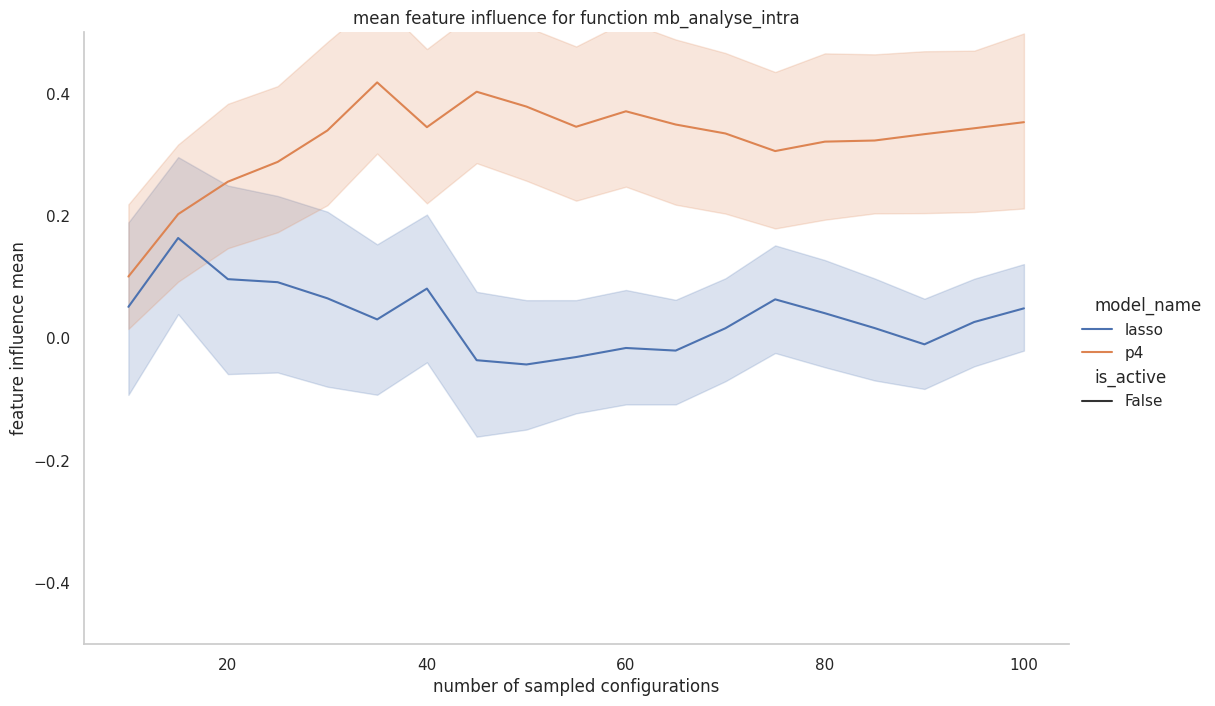 mean feature influence for function mb_analyse_intra
feature influence mean
0.4
0.2
0.0
−0.2
−0.4
20
40
60
80
100
number of sampled configurations
model_name
lasso
p4
is_active
False